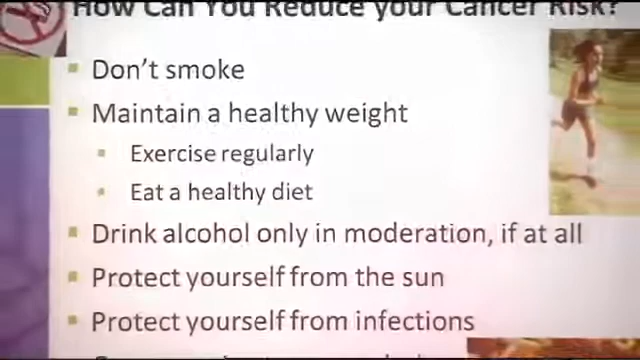 How Can You Reduce your Cancer Risk?
Don't smoke
Maintain a healthy weight
Exercise regularly
Eat a healthy diet
Drink alcohol only in moderation, if at all
Protect yourself from the sun
Protect yourself from infections